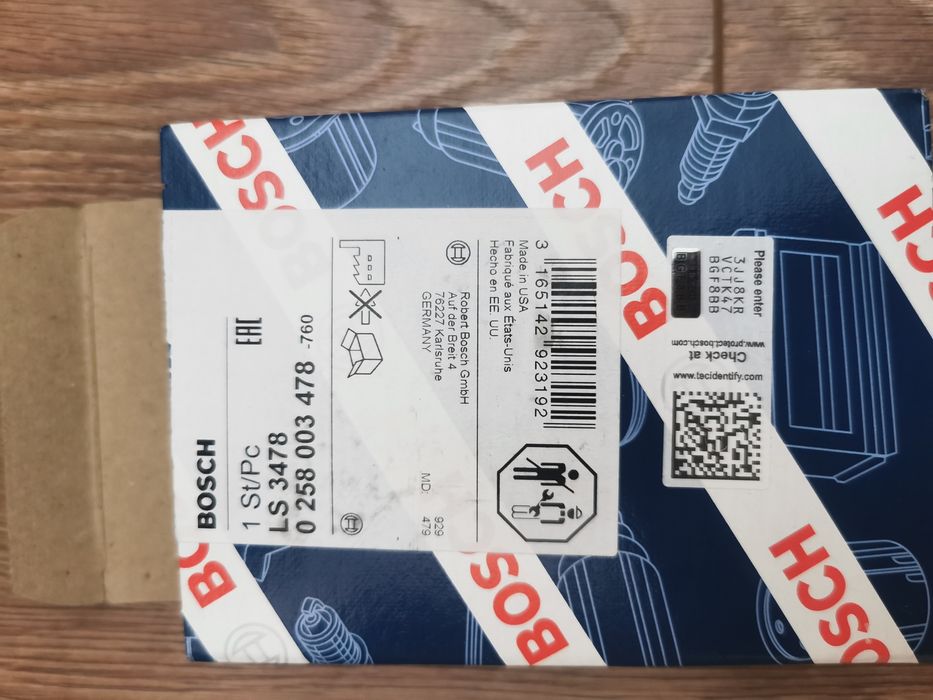 BOSCH
1 St/Pc
LS 3478
0 258 003 478 -760
EAC
Robert Bosch GmbH
Auf der Breit 4
76227 Karlsruhe
GERMANY
MD: 929
479
Made in USA
Fabriqué aux États-Unis
Hecho en EE. UU.
3 165142 923192
Please enter
3JJ8KR
VCTK47
BGF8BB
www.protect.bosch.com
Check at
www.tecidentify.com
BOSCH
BOSCH
BOSCH
BOSCH
BOSCH
BOSCH